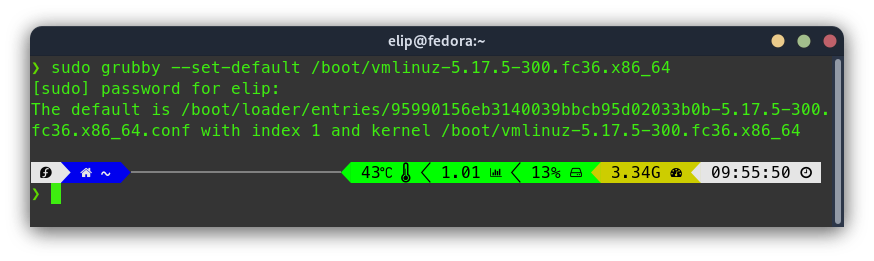 elip@fedora:~
❯ sudo grubby --set-default /boot/vmlinuz-5.17.5-300.fc36.x86_64
[sudo] password for elip:
The default is /boot/loader/entries/95990156eb3140039bbcb95d02033b0b-5.17.5-300.
fc36.x86_64.conf with index 1 and kernel /boot/vmlinuz-5.17.5-300.fc36.x86_64
~ 43℃ 1.01 13% 3.34G 09:55:50
❯